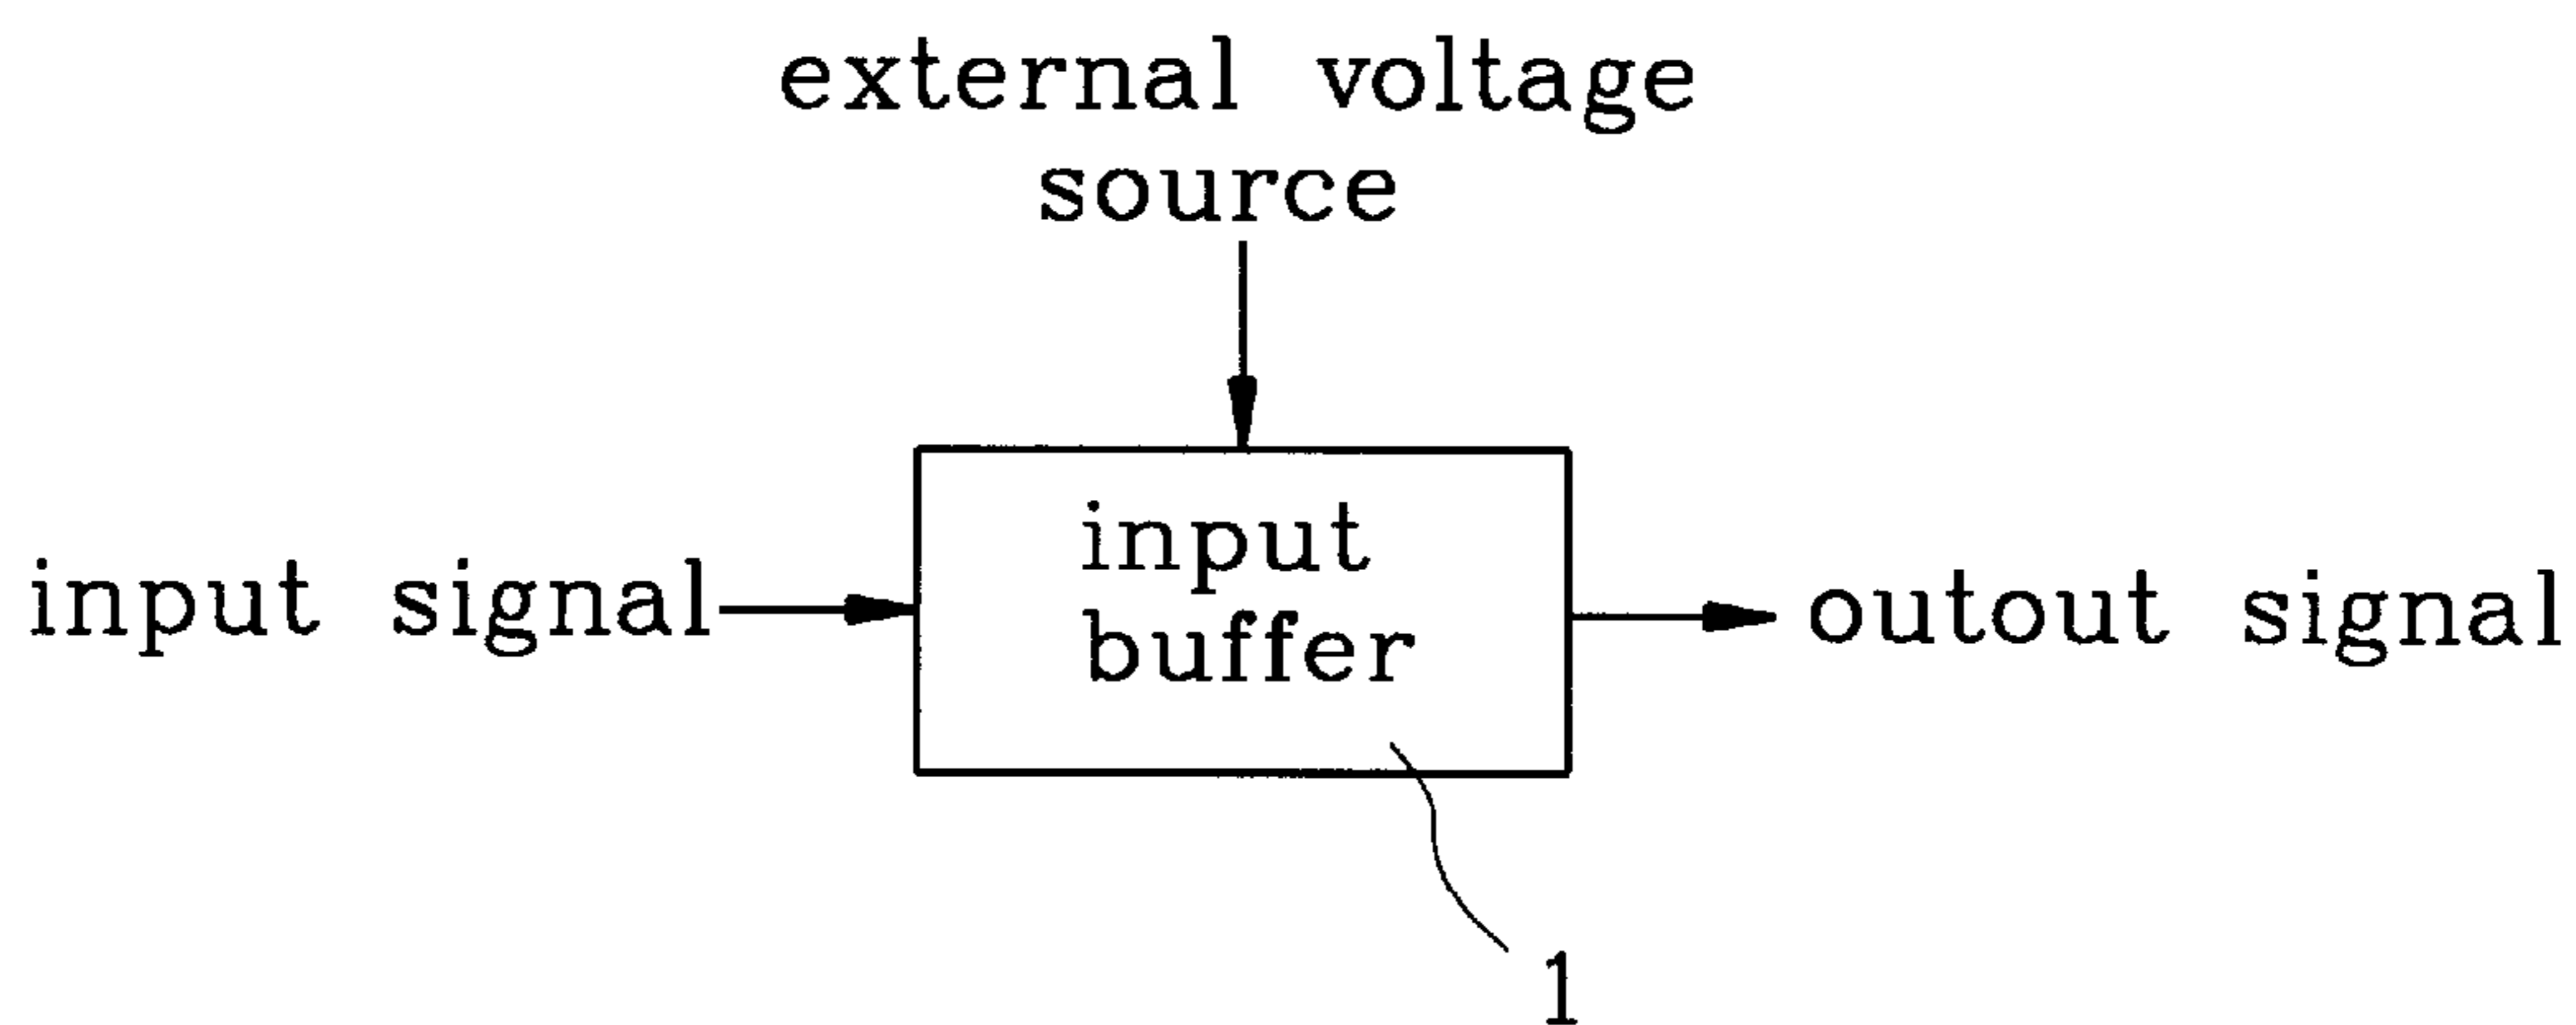 external voltage
source
input
buffer
input signal
outout signal
1